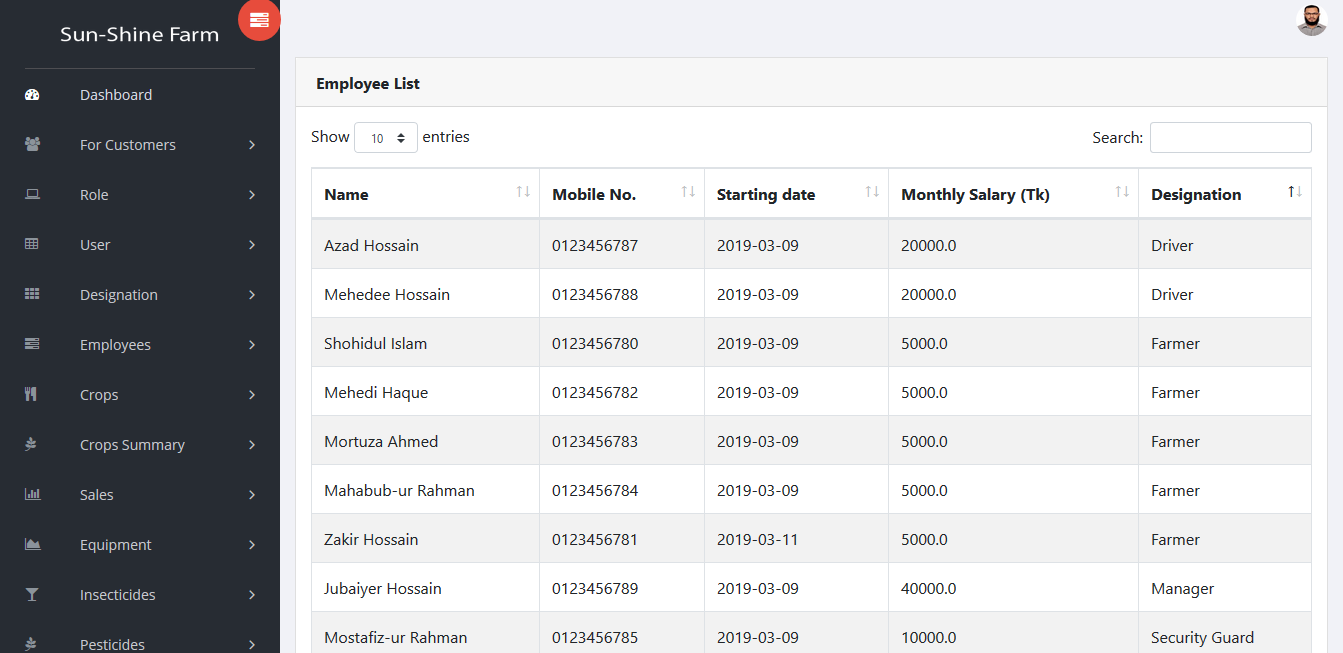 Sun-Shine Farm
Dashboard
For Customers
Role
User
Designation
Employees
Crops
Crops Summary
Sales
Equipment
Insecticides
Pesticides
Employee List
Show 10 entries
Search:
Name Mobile No. Starting date Monthly Salary (Tk) Designation
Azad Hossain 0123456787 2019-03-09 20000.0 Driver
Mehedee Hossain 0123456788 2019-03-09 20000.0 Driver
Shohidul Islam 0123456780 2019-03-09 5000.0 Farmer
Mehedi Haque 0123456782 2019-03-09 5000.0 Farmer
Mortuza Ahmed 0123456783 2019-03-09 5000.0 Farmer
Mahabub-ur Rahman 0123456784 2019-03-09 5000.0 Farmer
Zakir Hossain 0123456781 2019-03-11 5000.0 Farmer
Jubaiyer Hossain 0123456789 2019-03-09 40000.0 Manager
Mostafiz-ur Rahman 0123456785 2019-03-09 10000.0 Security Guard